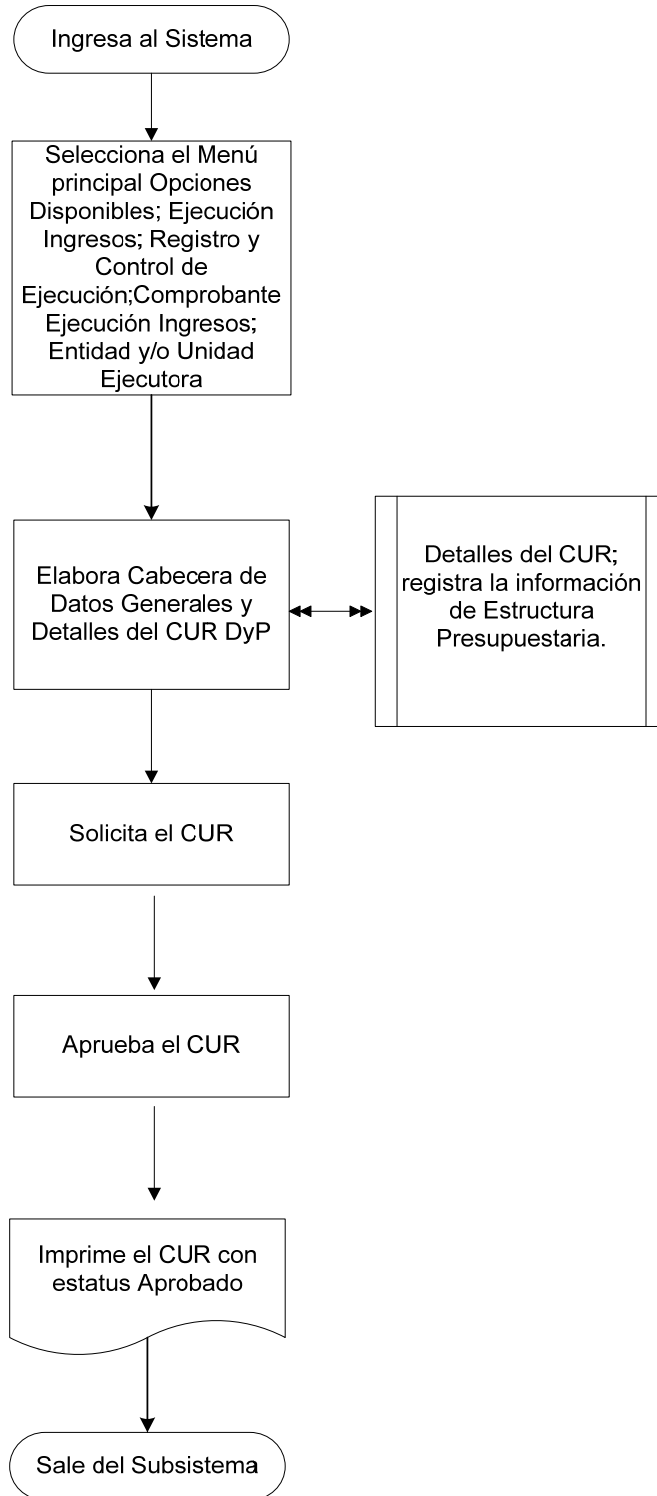 Ingresa al Sistema
Selecciona el Menú
principal Opciones
Disponibles; Ejecución
Ingresos; Registro y
Control de
Ejecución;Comprobante
Ejecución Ingresos;
Entidad y/o Unidad
Ejecutora
Elabora Cabecera de
Datos Generales y
Detalles del CUR DyP
Detalles del CUR;
registra la información
de Estructura
Presupuestaria.
Solicita el CUR
Aprueba el CUR
Imprime el CUR con
estatus Aprobado
Sale del Subsistema